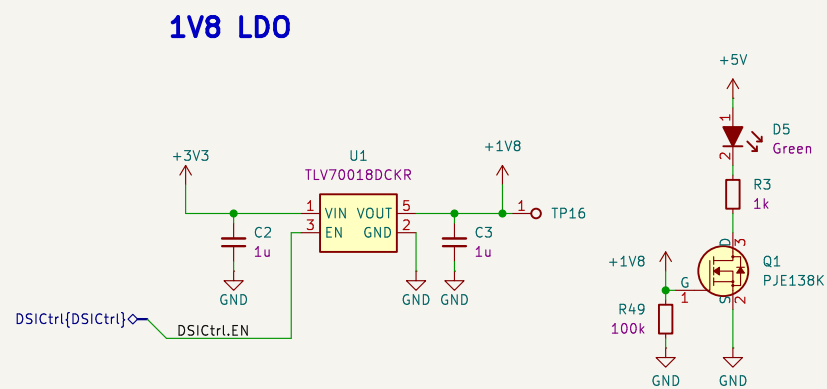 1V8 LDO
+5V
1
D5
2
Green
+3V3
U1
TLV70018DCKR
+1V8
R3
1k
1 VIN VOUT 5
3 EN GND 2
1 TP16
C2
1u
C3
1u
D 3
+1V8
G
1
Q1
PJE138K
S 2
GND
GND
GND
R49
100k
DSICtrl{DSICtrl}
DSICtrl.EN
GND
GND